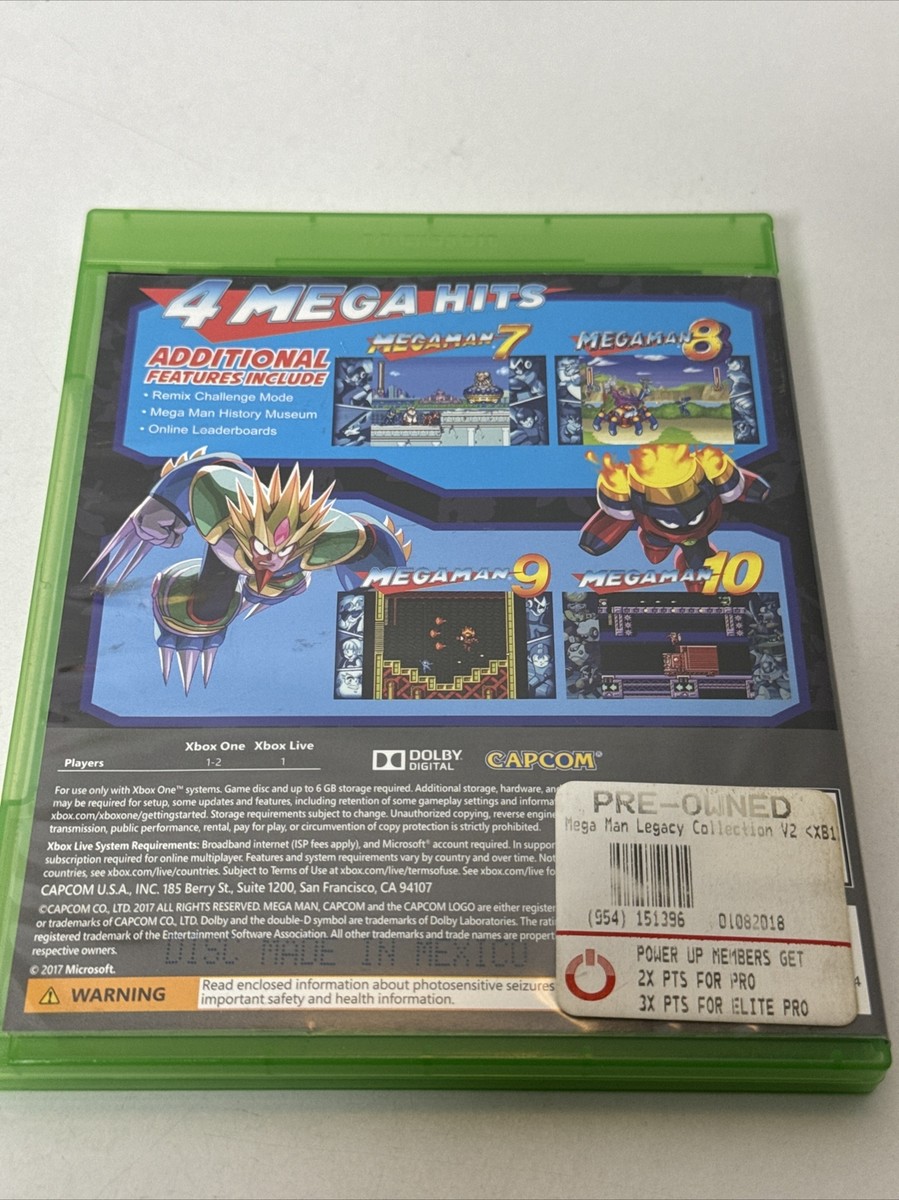 4 MEGA HITS
ADDITIONAL
FEATURES INCLUDE
• Remix Challenge Mode
• Mega Man History Museum
• Online Leaderboards
MEGAMAN 7
MEGAMAN 8
MEGAMAN 9
MEGAMAN 10
Xbox One Xbox Live
Players 1-2 1
DOLBY
DIGITAL
CAPCOM®
For use only with Xbox One™ systems. Game disc and up to 6 GB storage required. Additional storage, hardware, an
may be required for setup, some updates and features, including retention of some gameplay settings and informa
xbox.com/xboxone/gettingstarted. Storage requirements subject to change. Unauthorized copying, reverse engine
transmission, public performance, rental, pay for play, or circumvention of copy protection is strictly prohibited.
Xbox Live System Requirements: Broadband internet (ISP fees apply), and Microsoft® account required. In suppor
subscription required for online multiplayer. Features and system requirements vary by country and over time. Not
countries, see xbox.com/live/countries. Subject to Terms of Use at xbox.com/live/termsofuse. See xbox.com/live fo
CAPCOM U.S.A., INC. 185 Berry St., Suite 1200, San Francisco, CA 94107
©CAPCOM CO., LTD. 2017 ALL RIGHTS RESERVED. MEGA MAN, CAPCOM and the CAPCOM LOGO are either register
or trademarks of CAPCOM CO., LTD. Dolby and the double-D symbol are trademarks of Dolby Laboratories. The rati
registered trademark of the Entertainment Software Association. All other trademarks and trade names are propert
respective owners.
DISC MADE IN MEXICO
© 2017 Microsoft.
WARNING
Read enclosed information about photosensitive seizures
important safety and health information.
PRE-OWNED
Mega Man Legacy Collection V2 <XB1
(954) 151396 01082018
POWER UP MEMBERS GET
2X PTS FOR PRO
3X PTS FOR ELITE PRO
4